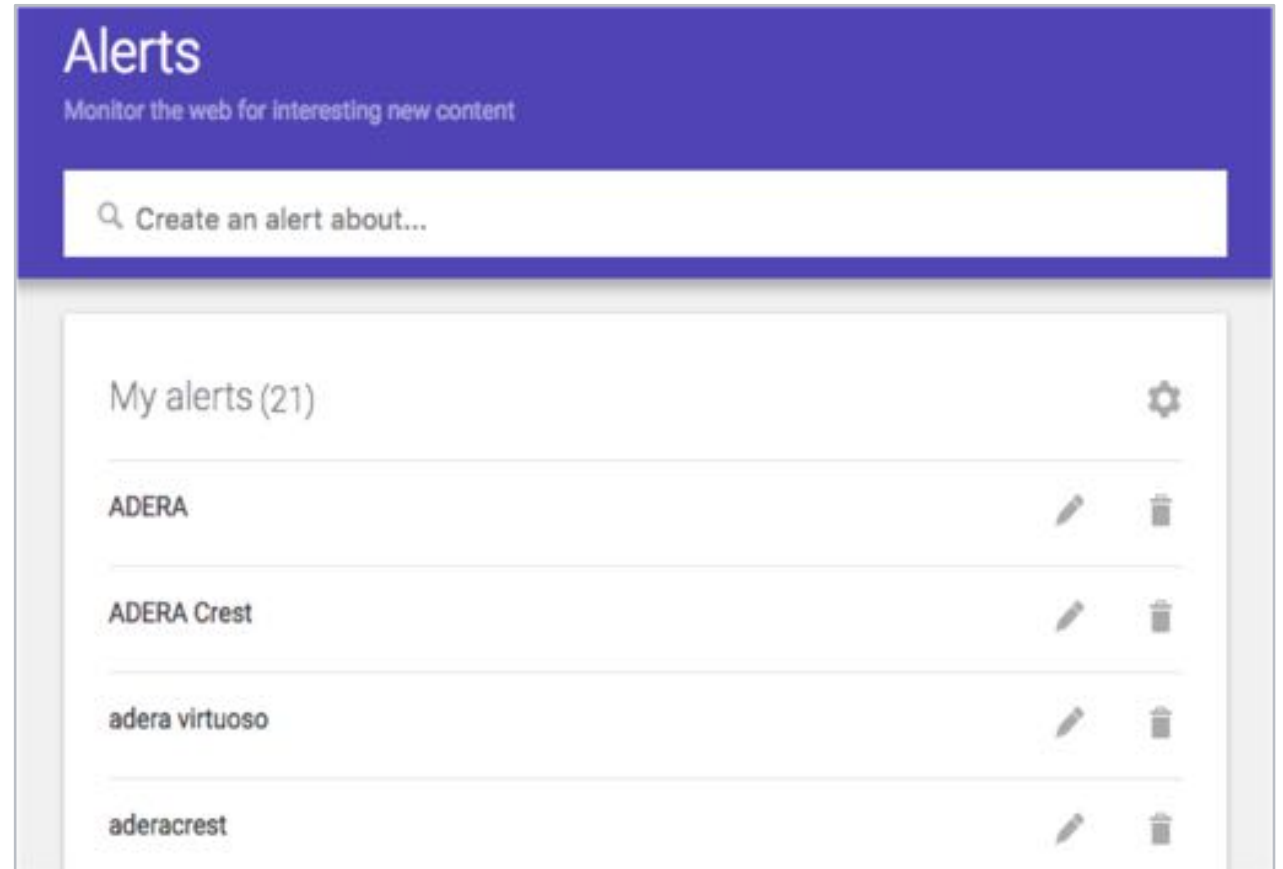 Alerts
Monitor the web for interesting new content
Create an alert about...
My alerts (21)
ADERA
ADERA Crest
adera virtuoso
aderacrest